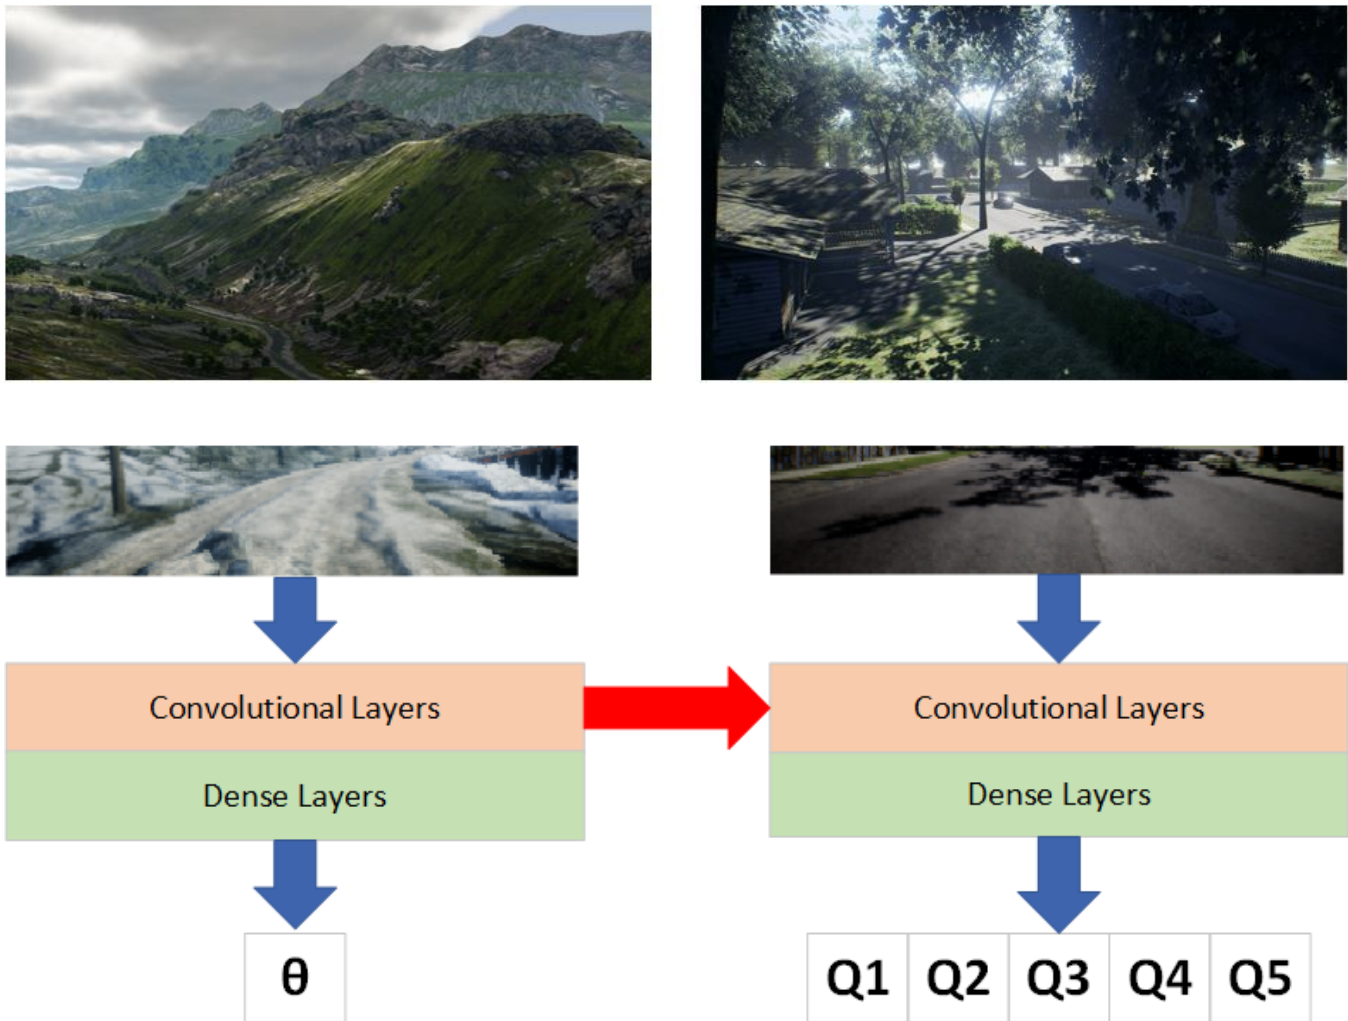 Convolutional Layers
Convolutional Layers
Dense Layers
Dense Layers
θ
Q1 Q2 Q3 Q4 Q5